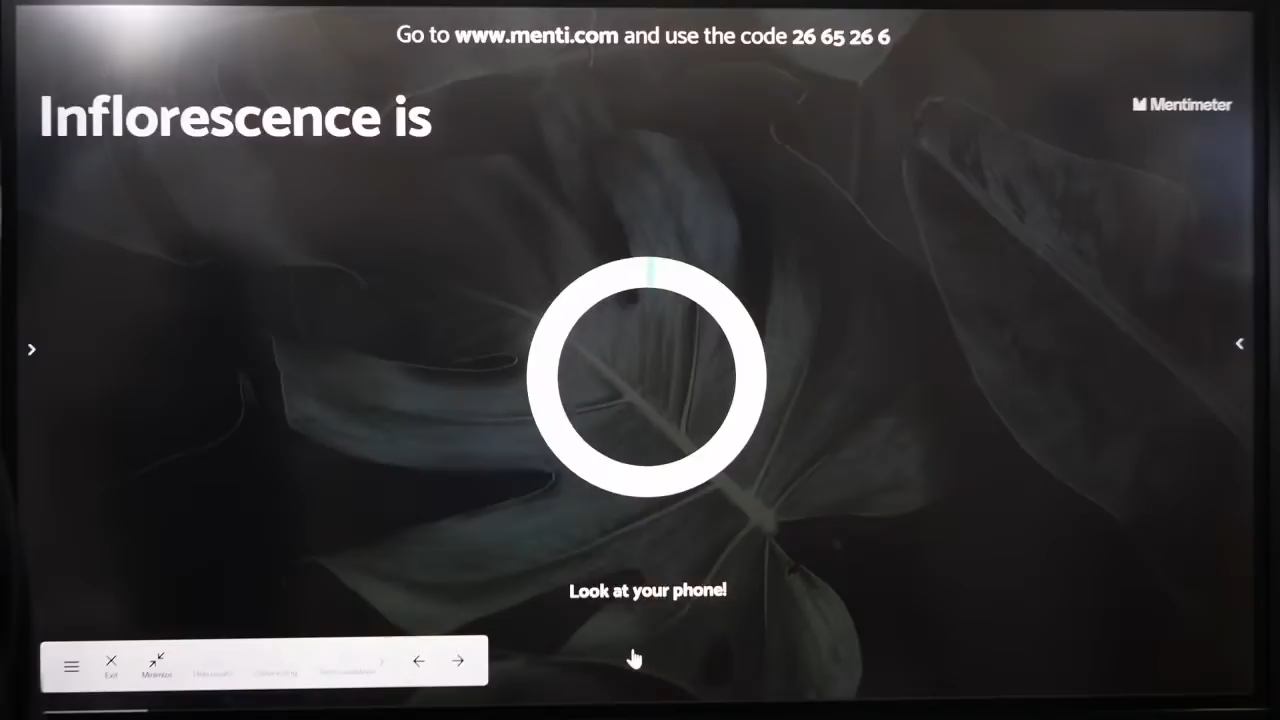 Go to www.menti.com and use the code 26 65 26 6
Inflorescence is
Mentimeter
Look at your phone!
Exit
Minimize